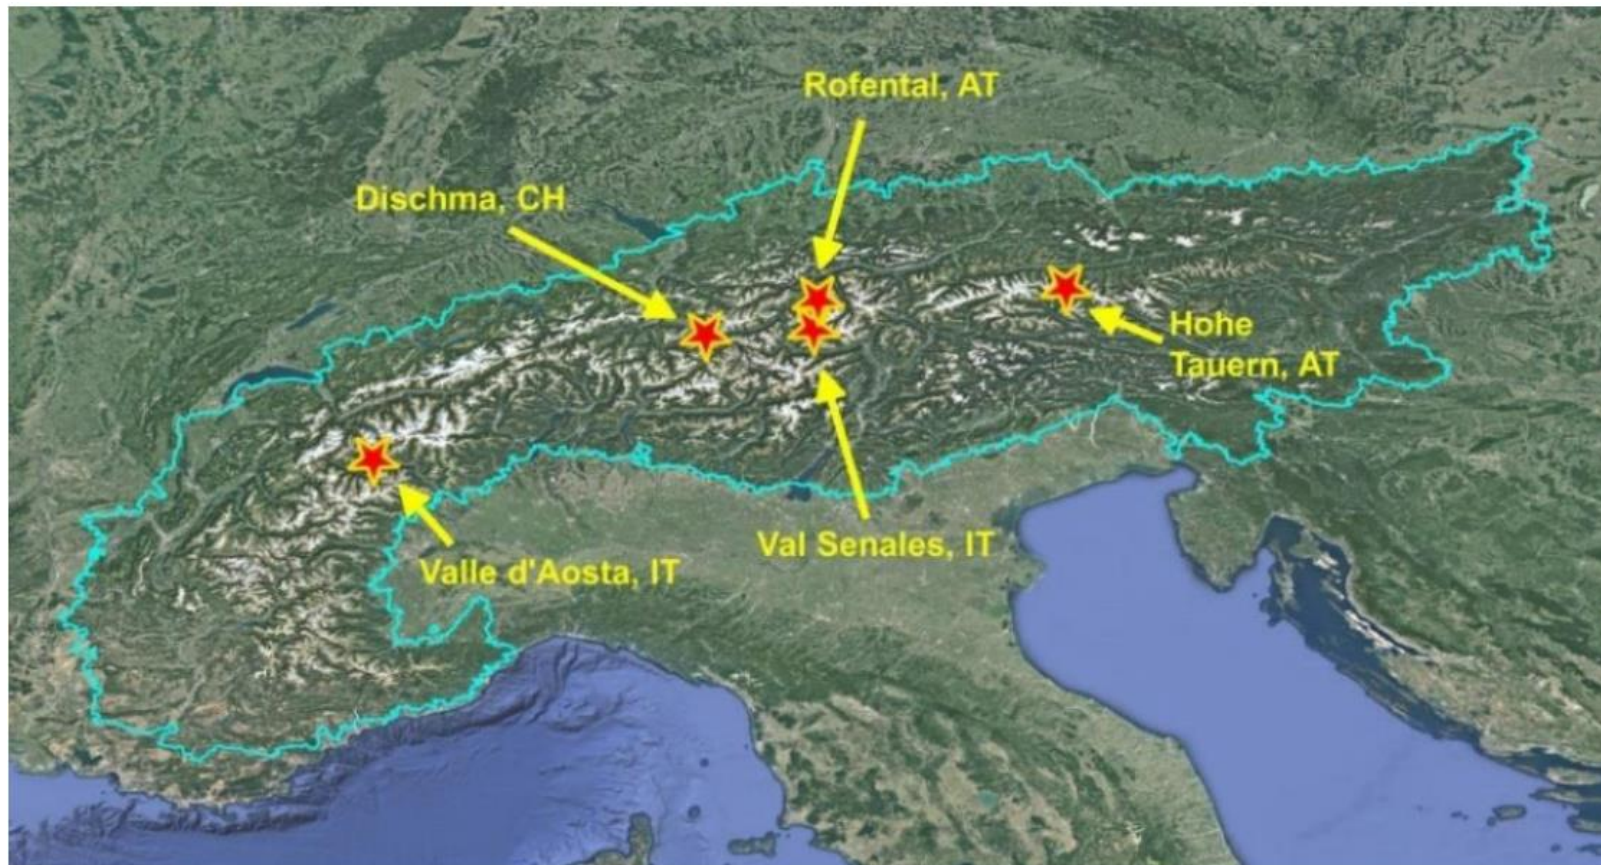 Rofental, AT
Dischma, CH
Hohe
Tauern, AT
Val Senales, IT
Valle d'Aosta, IT